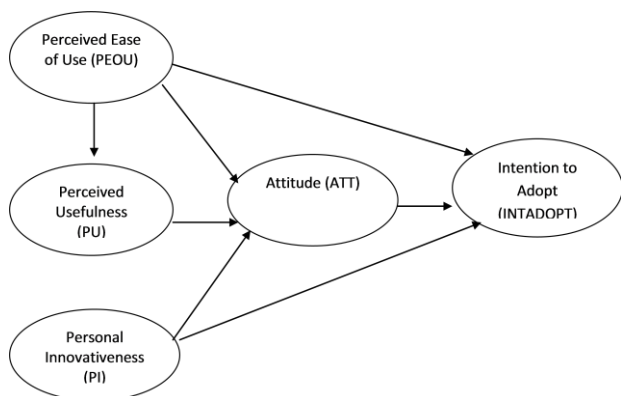 Perceived Ease
of Use (PEOU)
Perceived
Usefulness
(PU)
Attitude (ATT)
Intention to
Adopt
(INTADOPT)
Personal
Innovativeness
(PI)